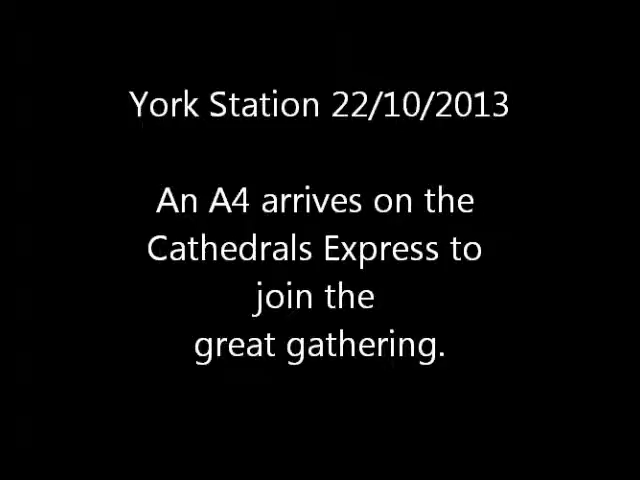 York Station 22/10/2013
An A4 arrives on the
Cathedrals Express to
join the
great gathering.